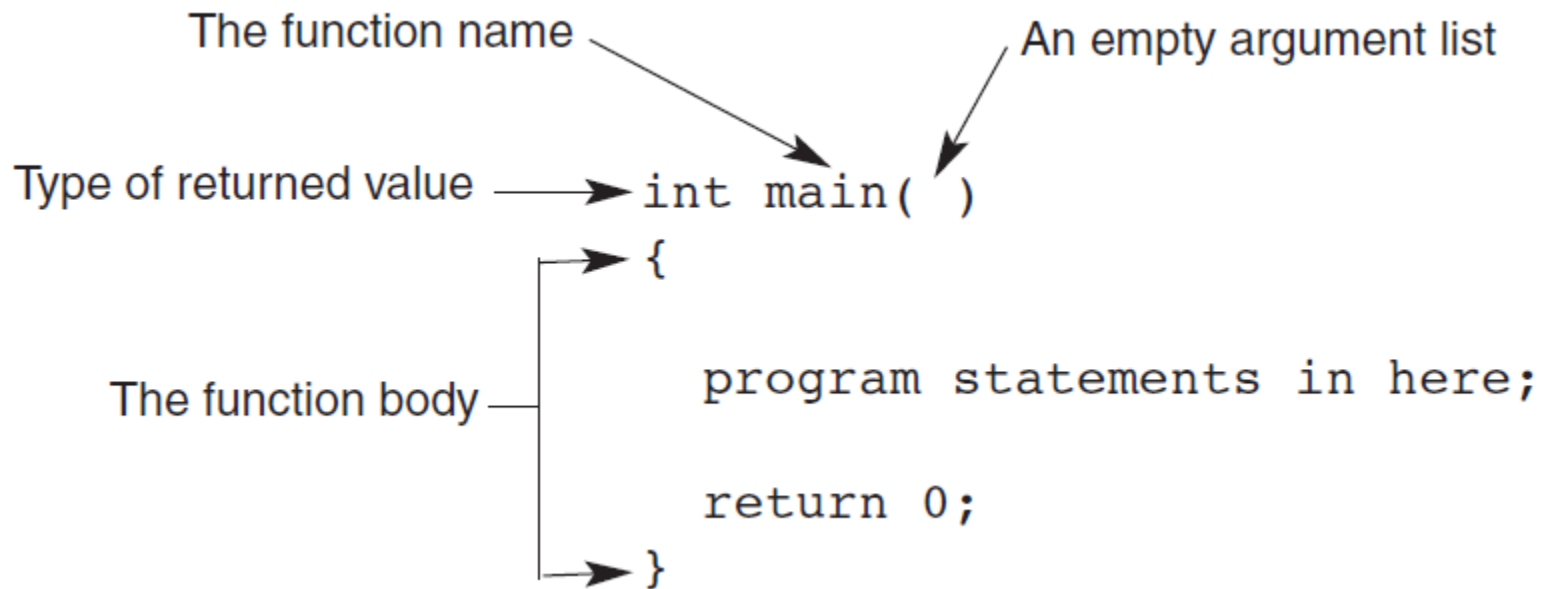 The function name
An empty argument list
Type of returned value
int main( )
{
The function body
program statements in here;
return 0;
}